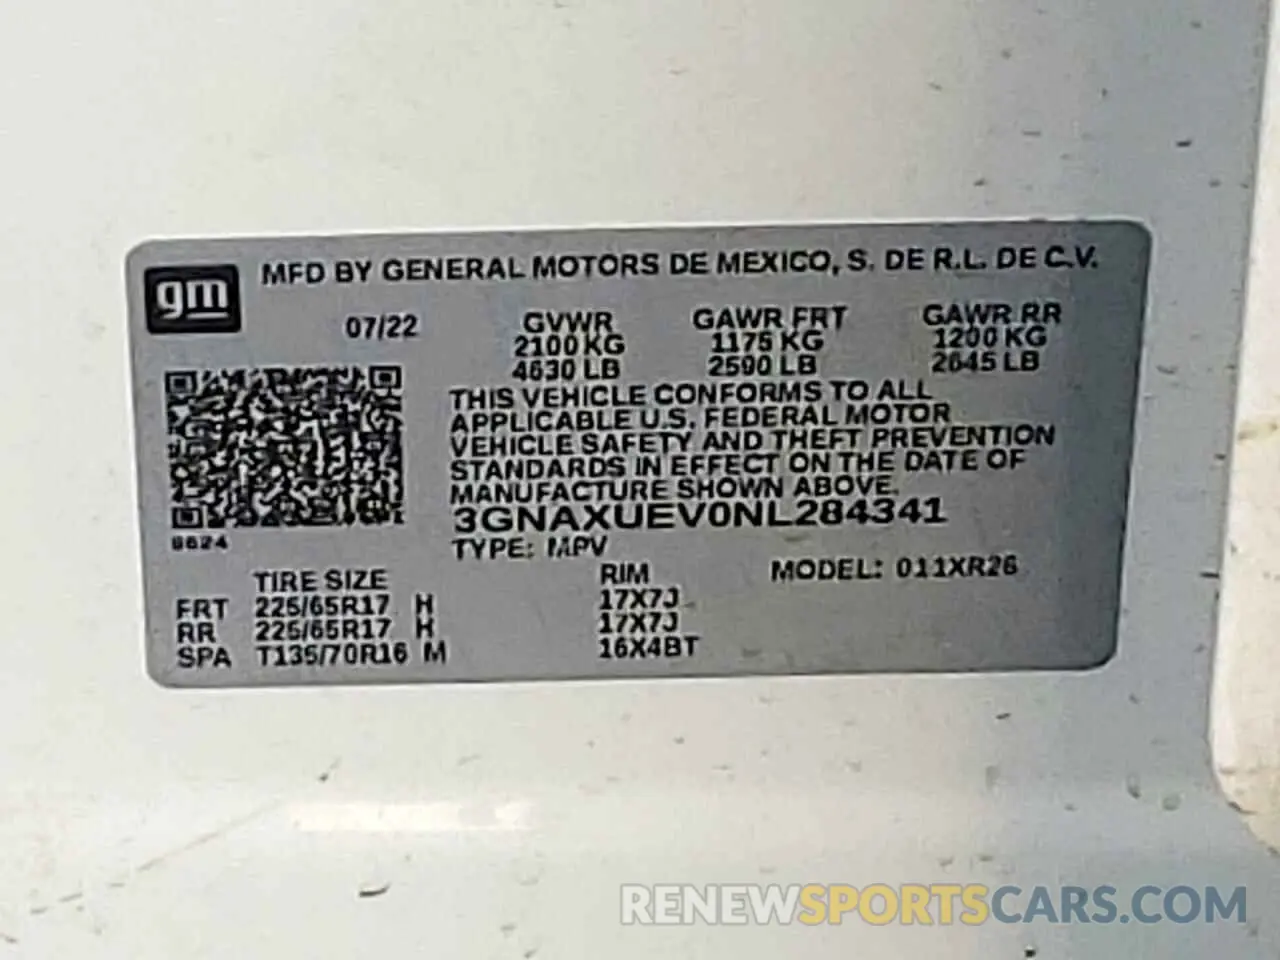 gm
MFD BY GENERAL MOTORS DE MEXICO, S. DE R.L. DE C.V.
07/22 GVWR GAWR FRT GAWR RR
2100 KG 1175 KG 1200 KG
4630 LB 2590 LB 2645 LB
THIS VEHICLE CONFORMS TO ALL
APPLICABLE U.S. FEDERAL MOTOR
VEHICLE SAFETY AND THEFT PREVENTION
STANDARDS IN EFFECT ON THE DATE OF
MANUFACTURE SHOWN ABOVE.
3GNAXUEV0NL284341
TYPE: MPV
TIRE SIZE RIM MODEL: 011XR26
FRT 225/65R17 H 17X7J
RR 225/65R17 H 17X7J
SPA T135/70R16 M 16X4BT
RENEWSPORTSCARS.COM